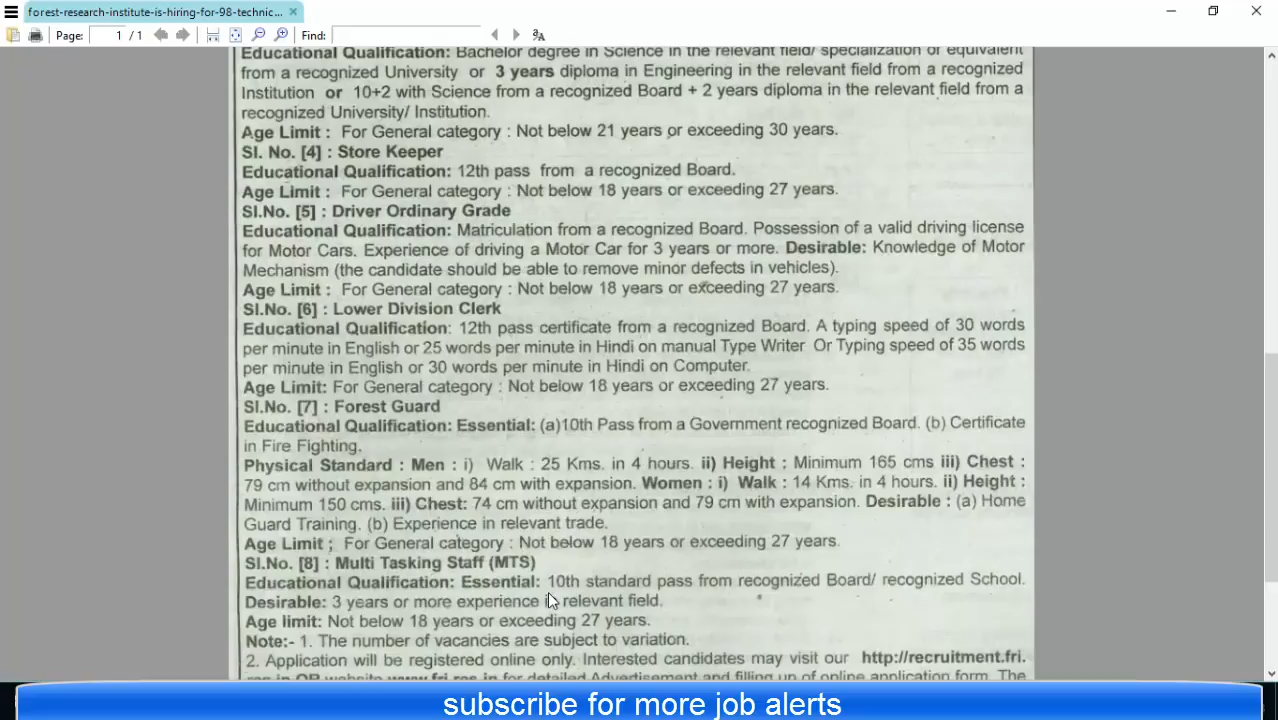 forest-research-institute-is-hiring-for-98-technic...
Page: 1 / 1 Find:
Educational Qualification: Bachelor degree in Science in the relevant field/ specialization or equivalent
from a recognized University or 3 years diploma in Engineering in the relevant field from a recognized
Institution or 10+2 with Science from a recognized Board + 2 years diploma in the relevant field from a
recognized University/ Institution.
Age Limit : For General category : Not below 21 years or exceeding 30 years.
Sl. No. [4] : Store Keeper
Educational Qualification: 12th pass from a recognized Board.
Age Limit : For General category : Not below 18 years or exceeding 27 years.
Sl.No. [5] : Driver Ordinary Grade
Educational Qualification: Matriculation from a recognized Board. Possession of a valid driving license
for Motor Cars. Experience of driving a Motor Car for 3 years or more. Desirable: Knowledge of Motor
Mechanism (the candidate should be able to remove minor defects in vehicles).
Age Limit : For General category : Not below 18 years or exceeding 27 years.
Sl.No. [6] : Lower Division Clerk
Educational Qualification: 12th pass certificate from a recognized Board. A typing speed of 30 words
per minute in English or 25 words per minute in Hindi on manual Type Writer Or Typing speed of 35 words
per minute in English or 30 words per minute in Hindi on Computer.
Age Limit: For General category : Not below 18 years or exceeding 27 years.
Sl.No. [7] : Forest Guard
Educational Qualification: Essential: (a)10th Pass from a Government recognized Board. (b) Certificate
in Fire Fighting.
Physical Standard : Men : i) Walk : 25 Kms. in 4 hours. ii) Height : Minimum 165 cms iii) Chest :
79 cm without expansion and 84 cm with expansion. Women : i) Walk : 14 Kms. in 4 hours. ii) Height :
Minimum 150 cms. iii) Chest: 74 cm without expansion and 79 cm with expansion. Desirable : (a) Home
Guard Training. (b) Experience in relevant trade.
Age Limit ; For General category : Not below 18 years or exceeding 27 years.
Sl.No. [8] : Multi Tasking Staff (MTS)
Educational Qualification: Essential: 10th standard pass from recognized Board/ recognized School.
Desirable: 3 years or more experience in relevant field.
Age limit: Not below 18 years or exceeding 27 years.
Note:- 1. The number of vacancies are subject to variation.
2. Application will be registered online only. Interested candidates may visit our http://recruitment.fri.
res.in OR website www.fri.res.in for detailed Advertisement and filling up of online application form. The
subscribe for more job alerts